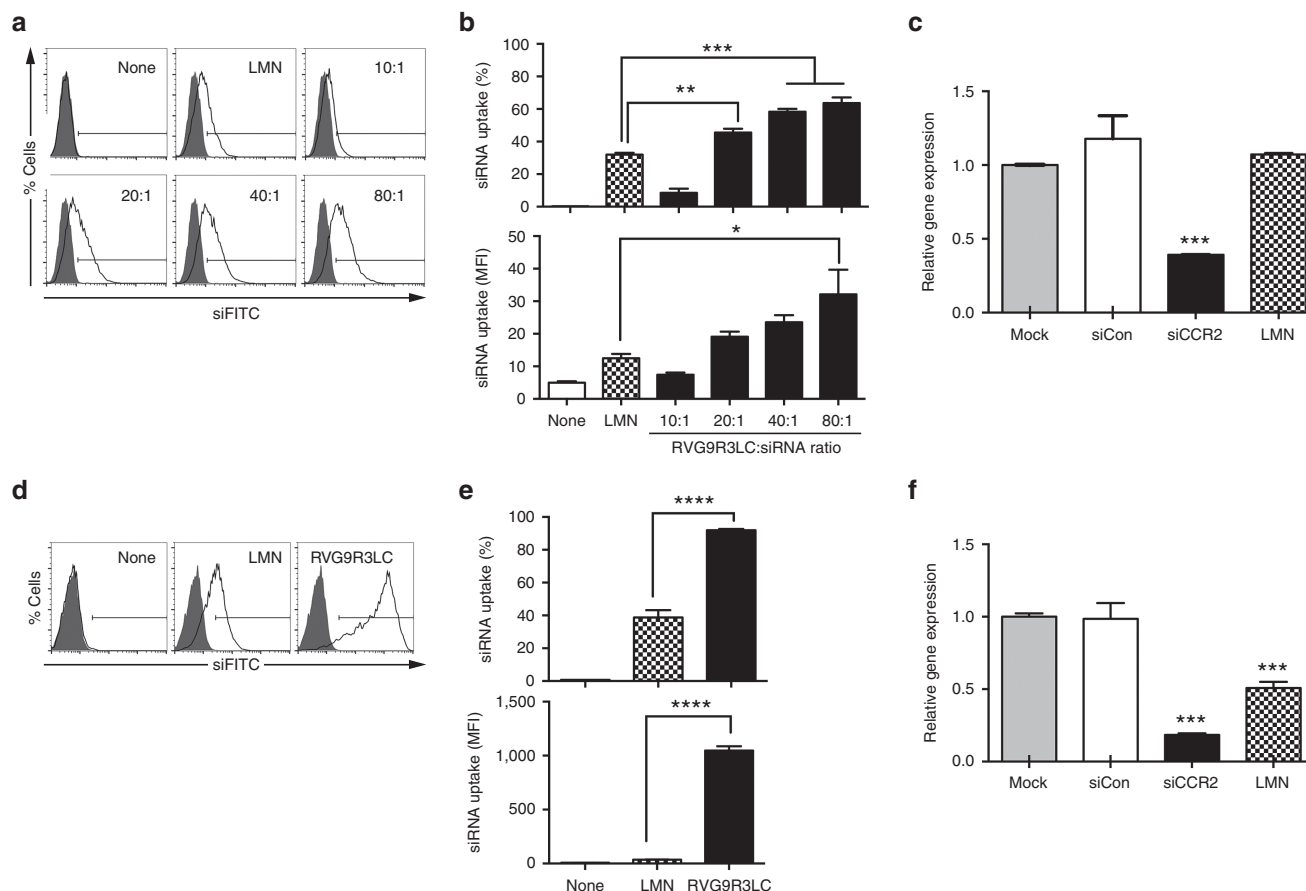 a
None
LMN
10:1
20:1
40:1
80:1
% Cells
siFITC
b
100
80
60
40
20
0
siRNA uptake (%)
***
**
50
40
30
20
10
0
siRNA uptake (MFI)
*
None LMN 10:1 20:1 40:1 80:1
RVG9R3LC:siRNA ratio
c
1.5
1.0
0.5
0.0
Relative gene expression
***
Mock siCon siCCR2 LMN
d
None
LMN
RVG9R3LC
% Cells
siFITC
e
100
80
60
40
20
0
siRNA uptake (%)
****
1,500
1,000
500
0
siRNA uptake (MFI)
****
None LMN RVG9R3LC
f
1.5
1.0
0.5
0.0
Relative gene expression
***
***
Mock siCon siCCR2 LMN